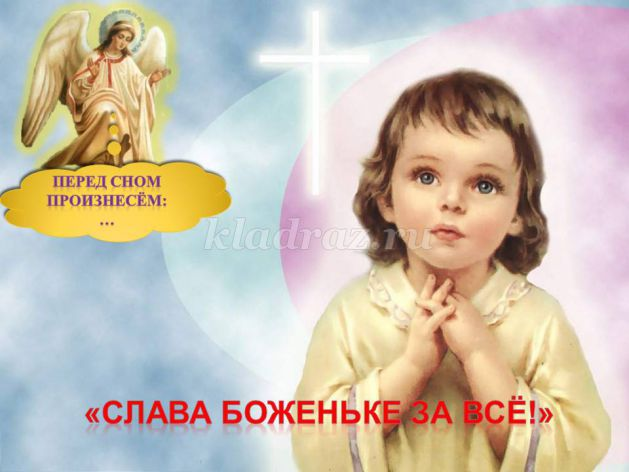 ПЕРЕД СНОМ
ПРОИЗНЕСЁМ:
...
kladraz.ru
«СЛАВА БОЖЕНЬКЕ ЗА ВСЁ!»